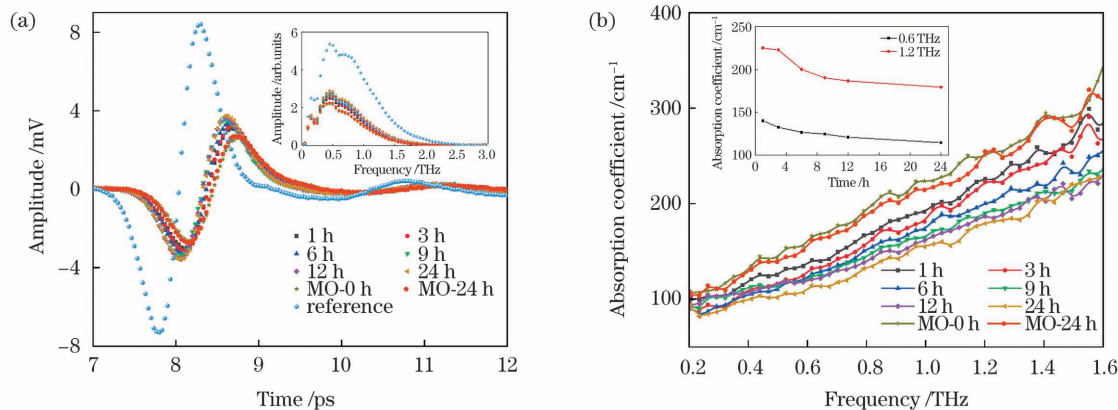 (a)
8
4
0
−4
−8
Amplitude /mV
7
8
9
10
11
12
Time /ps
6
4
2
0
Amplitude /arb.units
0
0.5
1.0
1.5
2.0
2.5
3.0
Frequency /THz
1 h 3 h
6 h 9 h
12 h 24 h
MO-0 h MO-24 h
reference
(b)
400
300
200
100
Absorption coefficient /cm−1
0.2
0.4
0.6
0.8
1.0
1.2
1.4
1.6
Frequency /THz
250
200
150
100
Absorption coefficient /cm−1
0
3
6
9
12
16
20
24
Time /h
0.6 THz
1.2 THz
1 h 3 h
6 h 9 h
12 h 24 h
MO-0 h MO-24 h